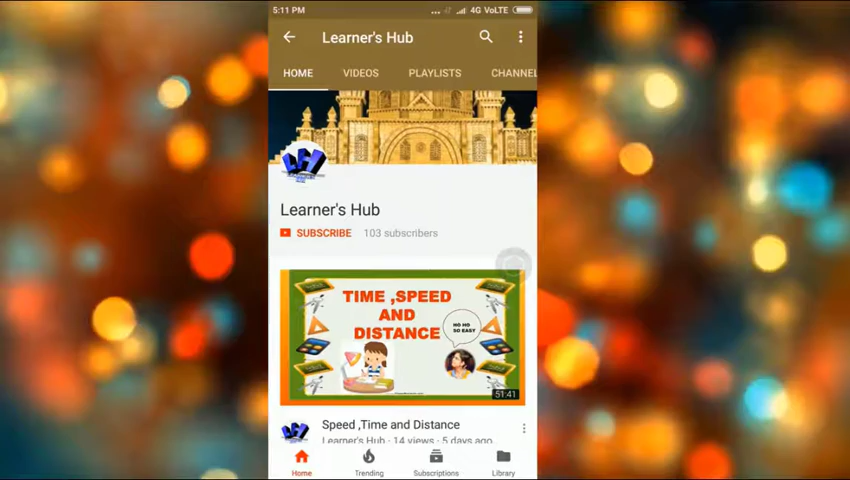 5:11 PM
4G VoLTE
Learner's Hub
HOME VIDEOS PLAYLISTS CHANNEL
Learner's Hub
SUBSCRIBE 103 subscribers
TIME ,SPEED
AND
DISTANCE
NO NO
SO EASY
51:41
Speed ,Time and Distance
Learner's Hub · 14 views · 5 days ago
Home Trending Subscriptions Library